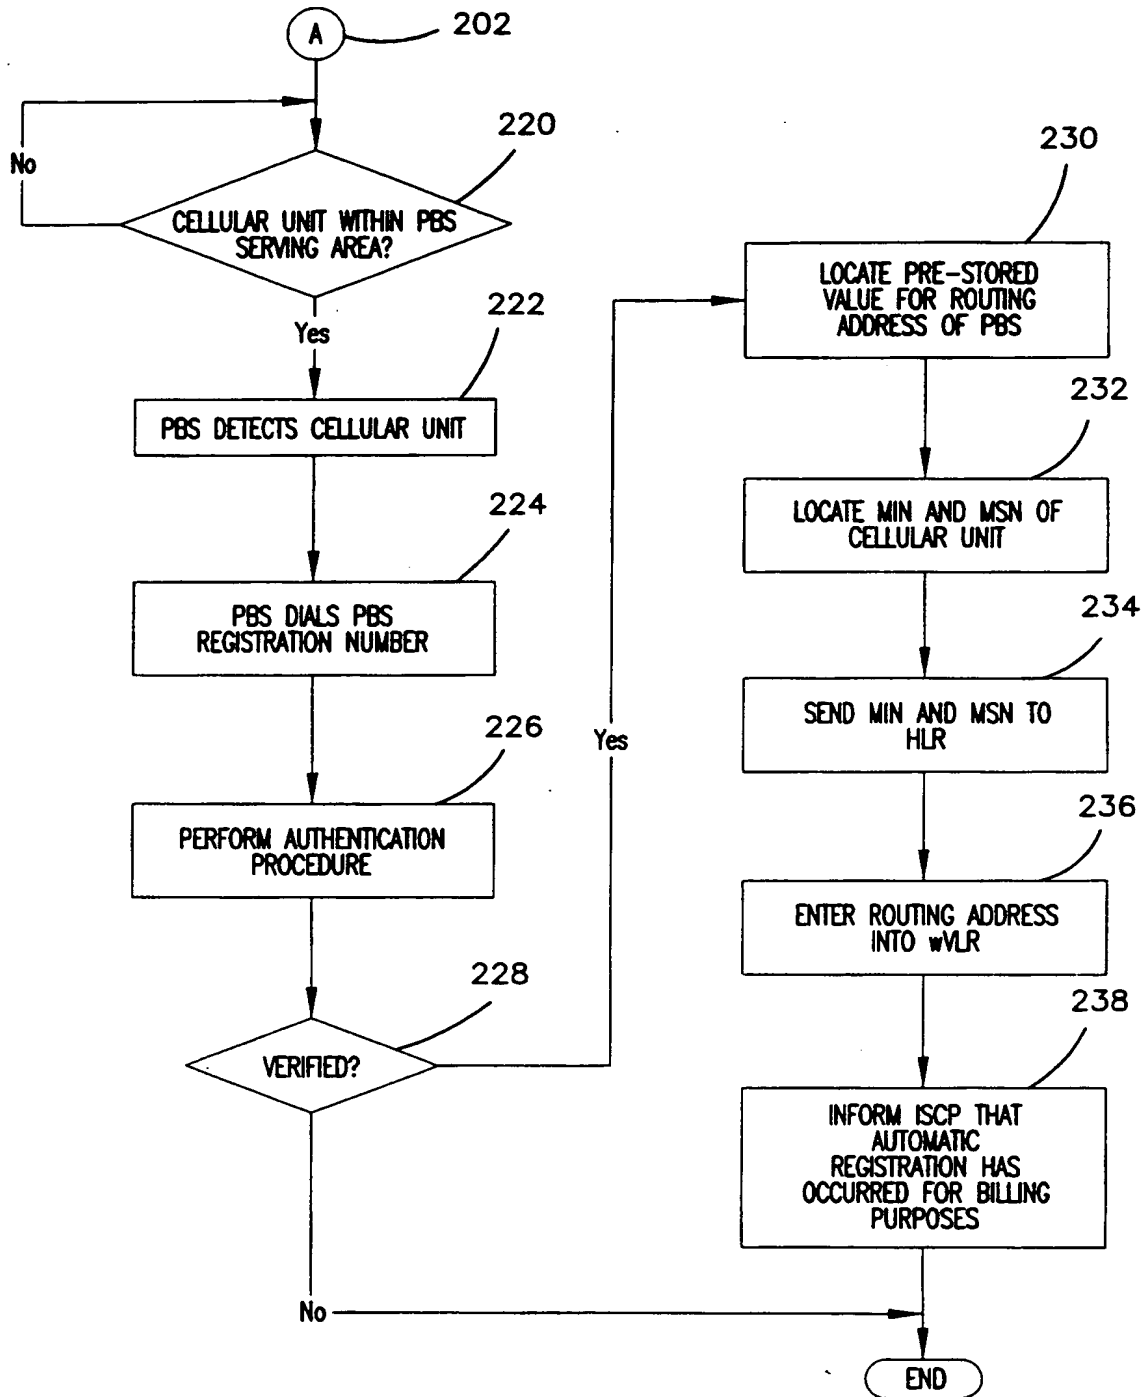 A
202
220
No
CELLULAR UNIT WITHIN PBS
SERVING AREA?
Yes
222
PBS DETECTS CELLULAR UNIT
224
PBS DIALS PBS
REGISTRATION NUMBER
226
PERFORM AUTHENTICATION
PROCEDURE
228
VERIFIED?
Yes
No
230
LOCATE PRE-STORED
VALUE FOR ROUTING
ADDRESS OF PBS
232
LOCATE MIN AND MSN OF
CELLULAR UNIT
234
SEND MIN AND MSN TO
HLR
236
ENTER ROUTING ADDRESS
INTO wVLR
238
INFORM ISCP THAT
AUTOMATIC
REGISTRATION HAS
OCCURRED FOR BILLING
PURPOSES
END